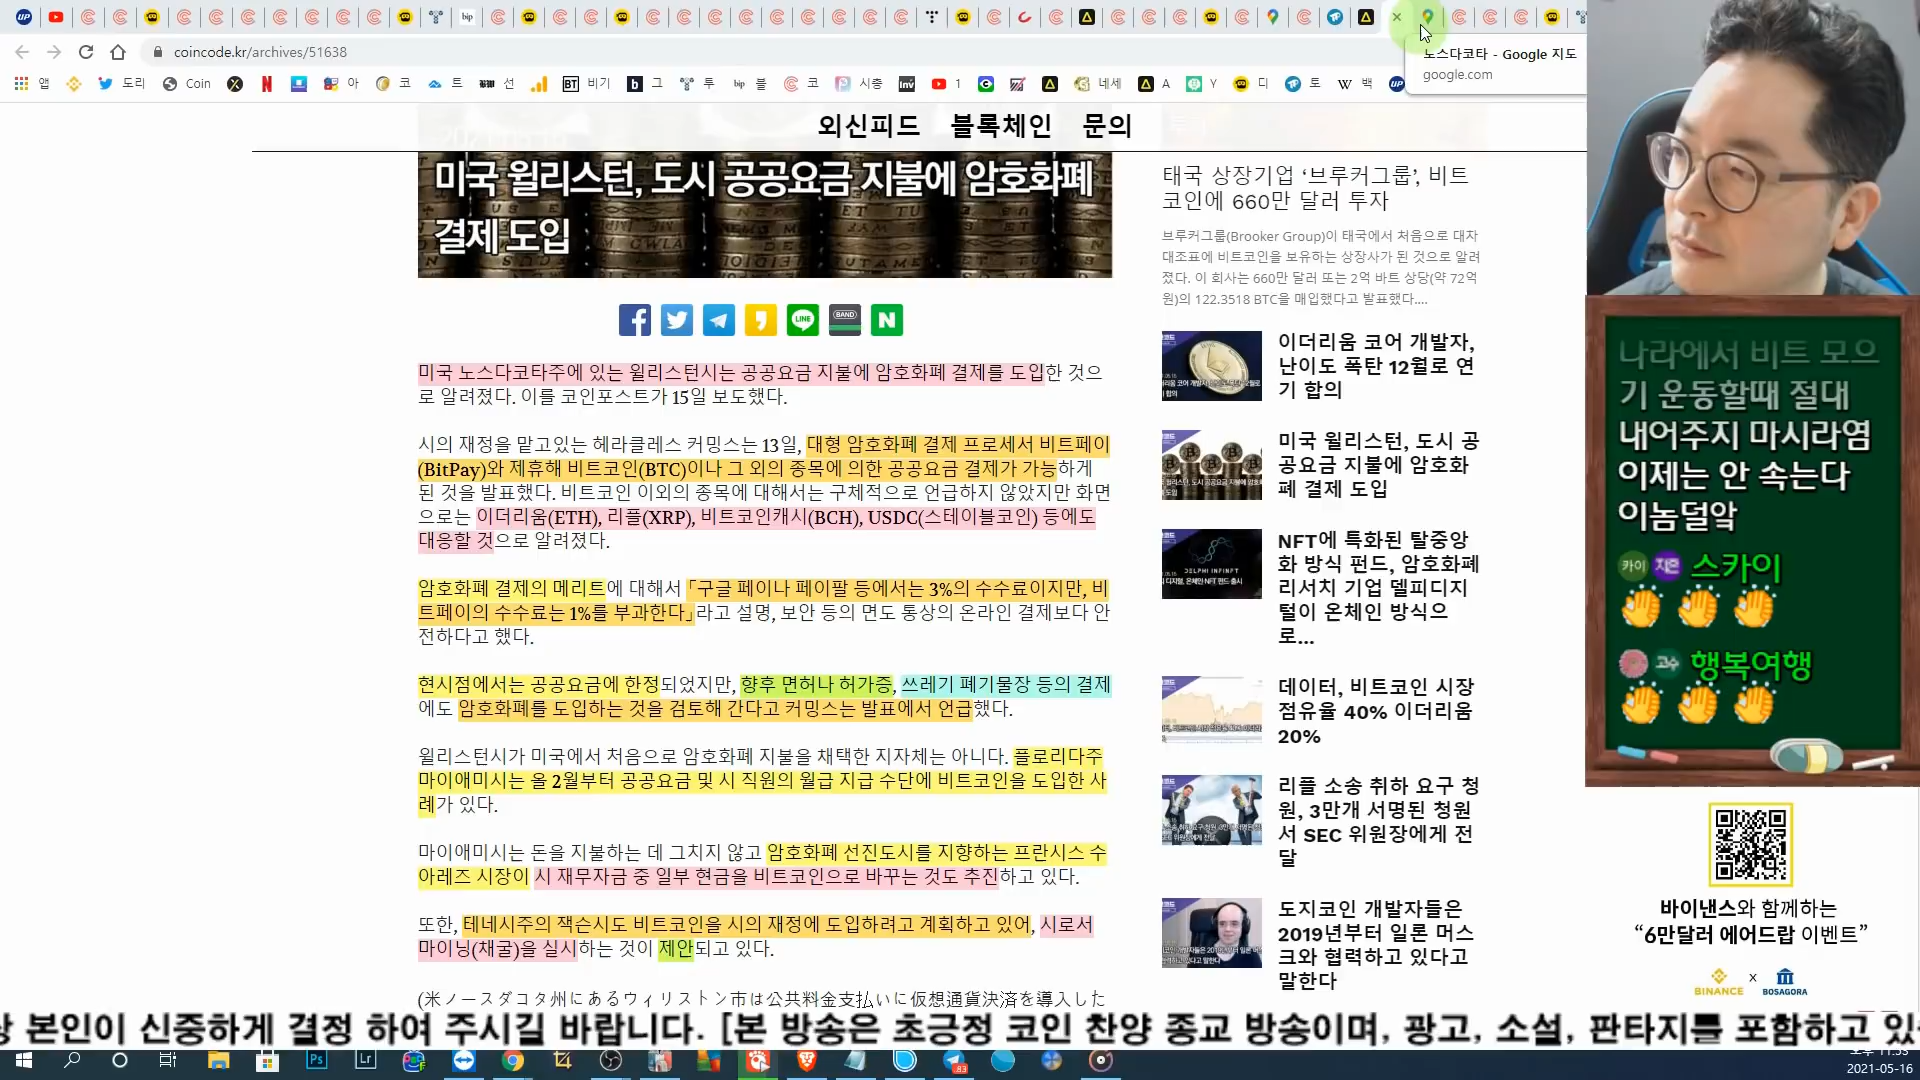 coincode.kr/archives/51638
노스다코타 - Google 지도
google.com
앱
도리
Coin
아
코
트
선
비기
그
투
블
코
시총
1
네세
A
Y
디
토
백
외신피드 블록체인 문의
미국 윌리스턴, 도시 공공요금 지불에 암호화폐
결제 도입
미국 노스다코타주에 있는 윌리스턴시는 공공요금 지불에 암호화폐 결제를 도입한 것으
로 알려졌다. 이를 코인포스트가 15일 보도했다.
시의 재정을 맡고있는 헤라클레스 커밍스는 13일, 대형 암호화폐 결제 프로세서 비트페이
(BitPay)와 제휴해 비트코인(BTC)이나 그 외의 종목에 의한 공공요금 결제가 가능하게
된 것을 발표했다. 비트코인 이외의 종목에 대해서는 구체적으로 언급하지 않았지만 화면
으로는 이더리움(ETH), 리플(XRP), 비트코인캐시(BCH), USDC(스테이블코인) 등에도
대응할 것으로 알려졌다.
암호화폐 결제의 메리트에 대해서 「구글 페이나 페이팔 등에서는 3%의 수수료이지만, 비
트페이의 수수료는 1%를 부과한다」라고 설명, 보안 등의 면도 통상의 온라인 결제보다 안
전하다고 했다.
현시점에서는 공공요금에 한정되었지만, 향후 면허나 허가증, 쓰레기 폐기물장 등의 결제
에도 암호화폐를 도입하는 것을 검토해 간다고 커밍스는 발표에서 언급했다.
윌리스턴시가 미국에서 처음으로 암호화폐 지불을 채택한 지자체는 아니다. 플로리다주
마이애미시는 올 2월부터 공공요금 및 시 직원의 월급 지급 수단에 비트코인을 도입한 사
례가 있다.
마이애미시는 돈을 지불하는 데 그치지 않고 암호화폐 선진도시를 지향하는 프란시스 수
아레즈 시장이 시 재무자금 중 일부 현금을 비트코인으로 바꾸는 것도 추진하고 있다.
또한, 테네시주의 잭슨시도 비트코인을 시의 재정에 도입하려고 계획하고 있어, 시로서
마이닝(채굴)을 실시하는 것이 제안되고 있다.
(米ノースダコタ州にあるウィリストン市は公共料金支払いに仮想通貨決済を導入した
태국 상장기업 ‘브루커그룹’, 비트
코인에 660만 달러 투자
브루커그룹(Brooker Group)이 태국에서 처음으로 대차
대조표에 비트코인을 보유하는 상장사가 된 것으로 알려
졌다. 이 회사는 660만 달러 또는 2억 바트 상당(약 72억
원)의 122.3518 BTC을 매입했다고 발표했다....
이더리움 코어 개발자,
난이도 폭탄 12월로 연
기 합의
미국 윌리스턴, 도시 공
공요금 지불에 암호화
폐 결제 도입
NFT에 특화된 탈중앙
화 방식 펀드, 암호화폐
리서치 기업 델피디지
털이 온체인 방식으
로...
데이터, 비트코인 시장
점유율 40% 이더리움
20%
리플 소송 취하 요구 청
원, 3만개 서명된 청원
서 SEC 위원장에게 전
달
도지코인 개발자들은
2019년부터 일론 머스
크와 협력하고 있다고
말한다
나라에서 비트 모으
기 운동할때 절대
내어주지 마시라염
이제는 안 속는다
이놈덜앜
카이 지존 스카이
고수 행복여행
바이낸스와 함께하는
“6만달러 에어드랍 이벤트”
BINANCE x BOSAGORA
상 본인이 신중하게 결정 하여 주시길 바랍니다. [본 방송은 초긍정 코인 찬양 종교 방송이며, 광고, 소설, 판타지를 포함하고 있
오후 11:53
2021-05-16